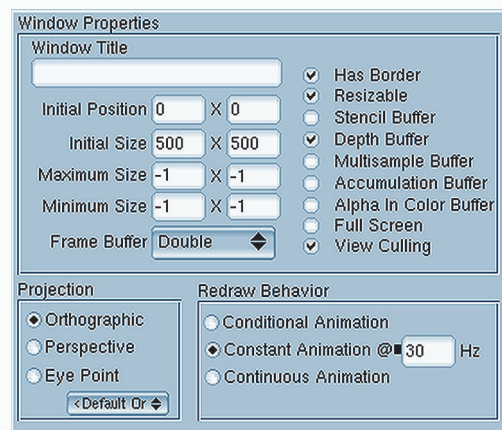 Window Properties
Window Title
Initial Position 0 X 0
Initial Size 500 X 500
Maximum Size -1 X -1
Minimum Size -1 X -1
Frame Buffer Double
Has Border
Resizable
Stencil Buffer
Depth Buffer
Multisample Buffer
Accumulation Buffer
Alpha In Color Buffer
Full Screen
View Culling
Projection
Orthographic
Perspective
Eye Point
<Default Or
Redraw Behavior
Conditional Animation
Constant Animation @ 30 Hz
Continuous Animation